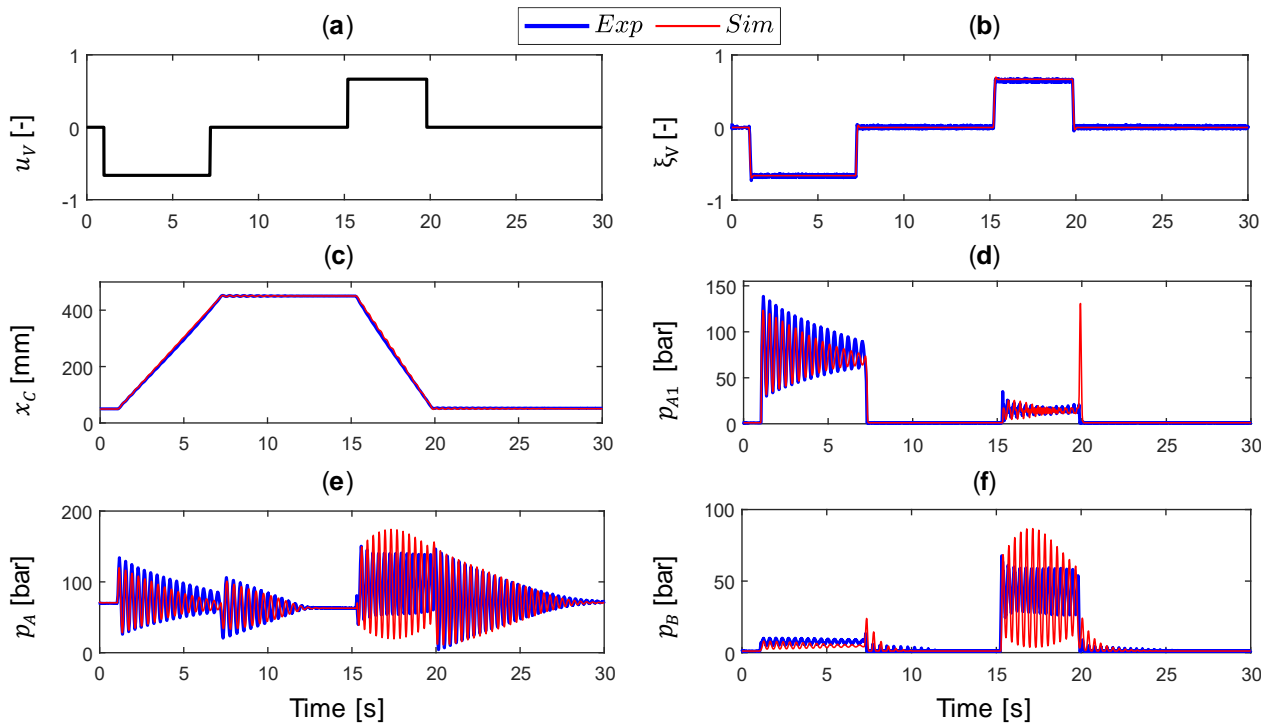 (a)
Exp Sim
(b)
u_V [-]
1
0
-1
0 5 10 15 20 25 30
ξ_V [-]
1
0
-1
0 5 10 15 20 25 30
(c)
x_C [mm]
400
200
0
0 5 10 15 20 25 30
(d)
p_A1 [bar]
150
100
50
0
0 5 10 15 20 25 30
(e)
p_A [bar]
200
100
0
0 5 10 15 20 25 30
Time [s]
(f)
p_B [bar]
100
50
0
0 5 10 15 20 25 30
Time [s]